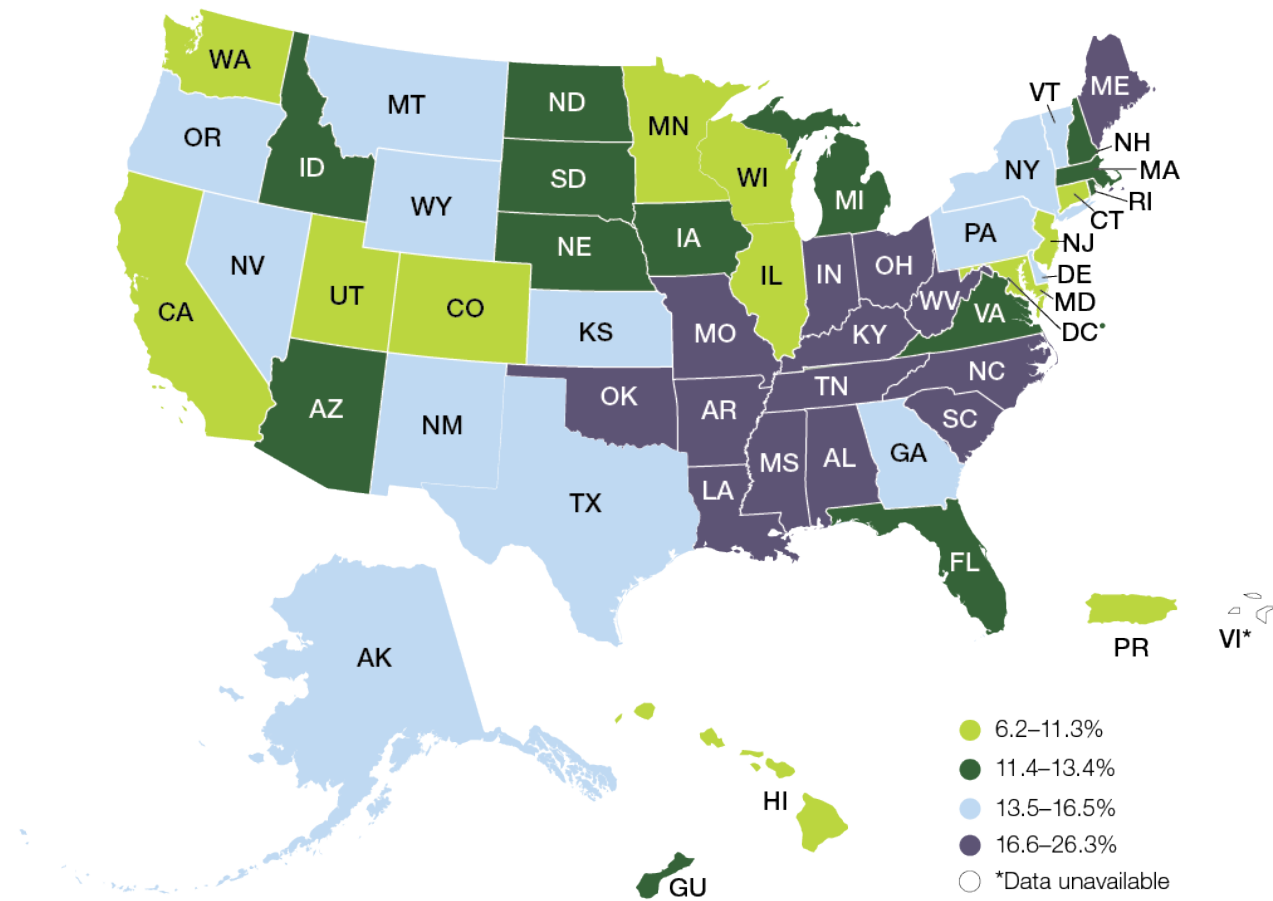 WA
MT
ND
MN
VT
ME
OR
ID
SD
WI
MI
NY
NH
MA
RI
CT
WY
NE
IA
PA
NJ
NV
UT
CO
IL
IN
OH
DE
MD
DC
CA
KS
MO
WV
VA
KY
AZ
NM
OK
AR
TN
NC
SC
TX
LA
MS
AL
GA
FL
PR
VI*
AK
HI
GU
6.2–11.3%
11.4–13.4%
13.5–16.5%
16.6–26.3%
*Data unavailable